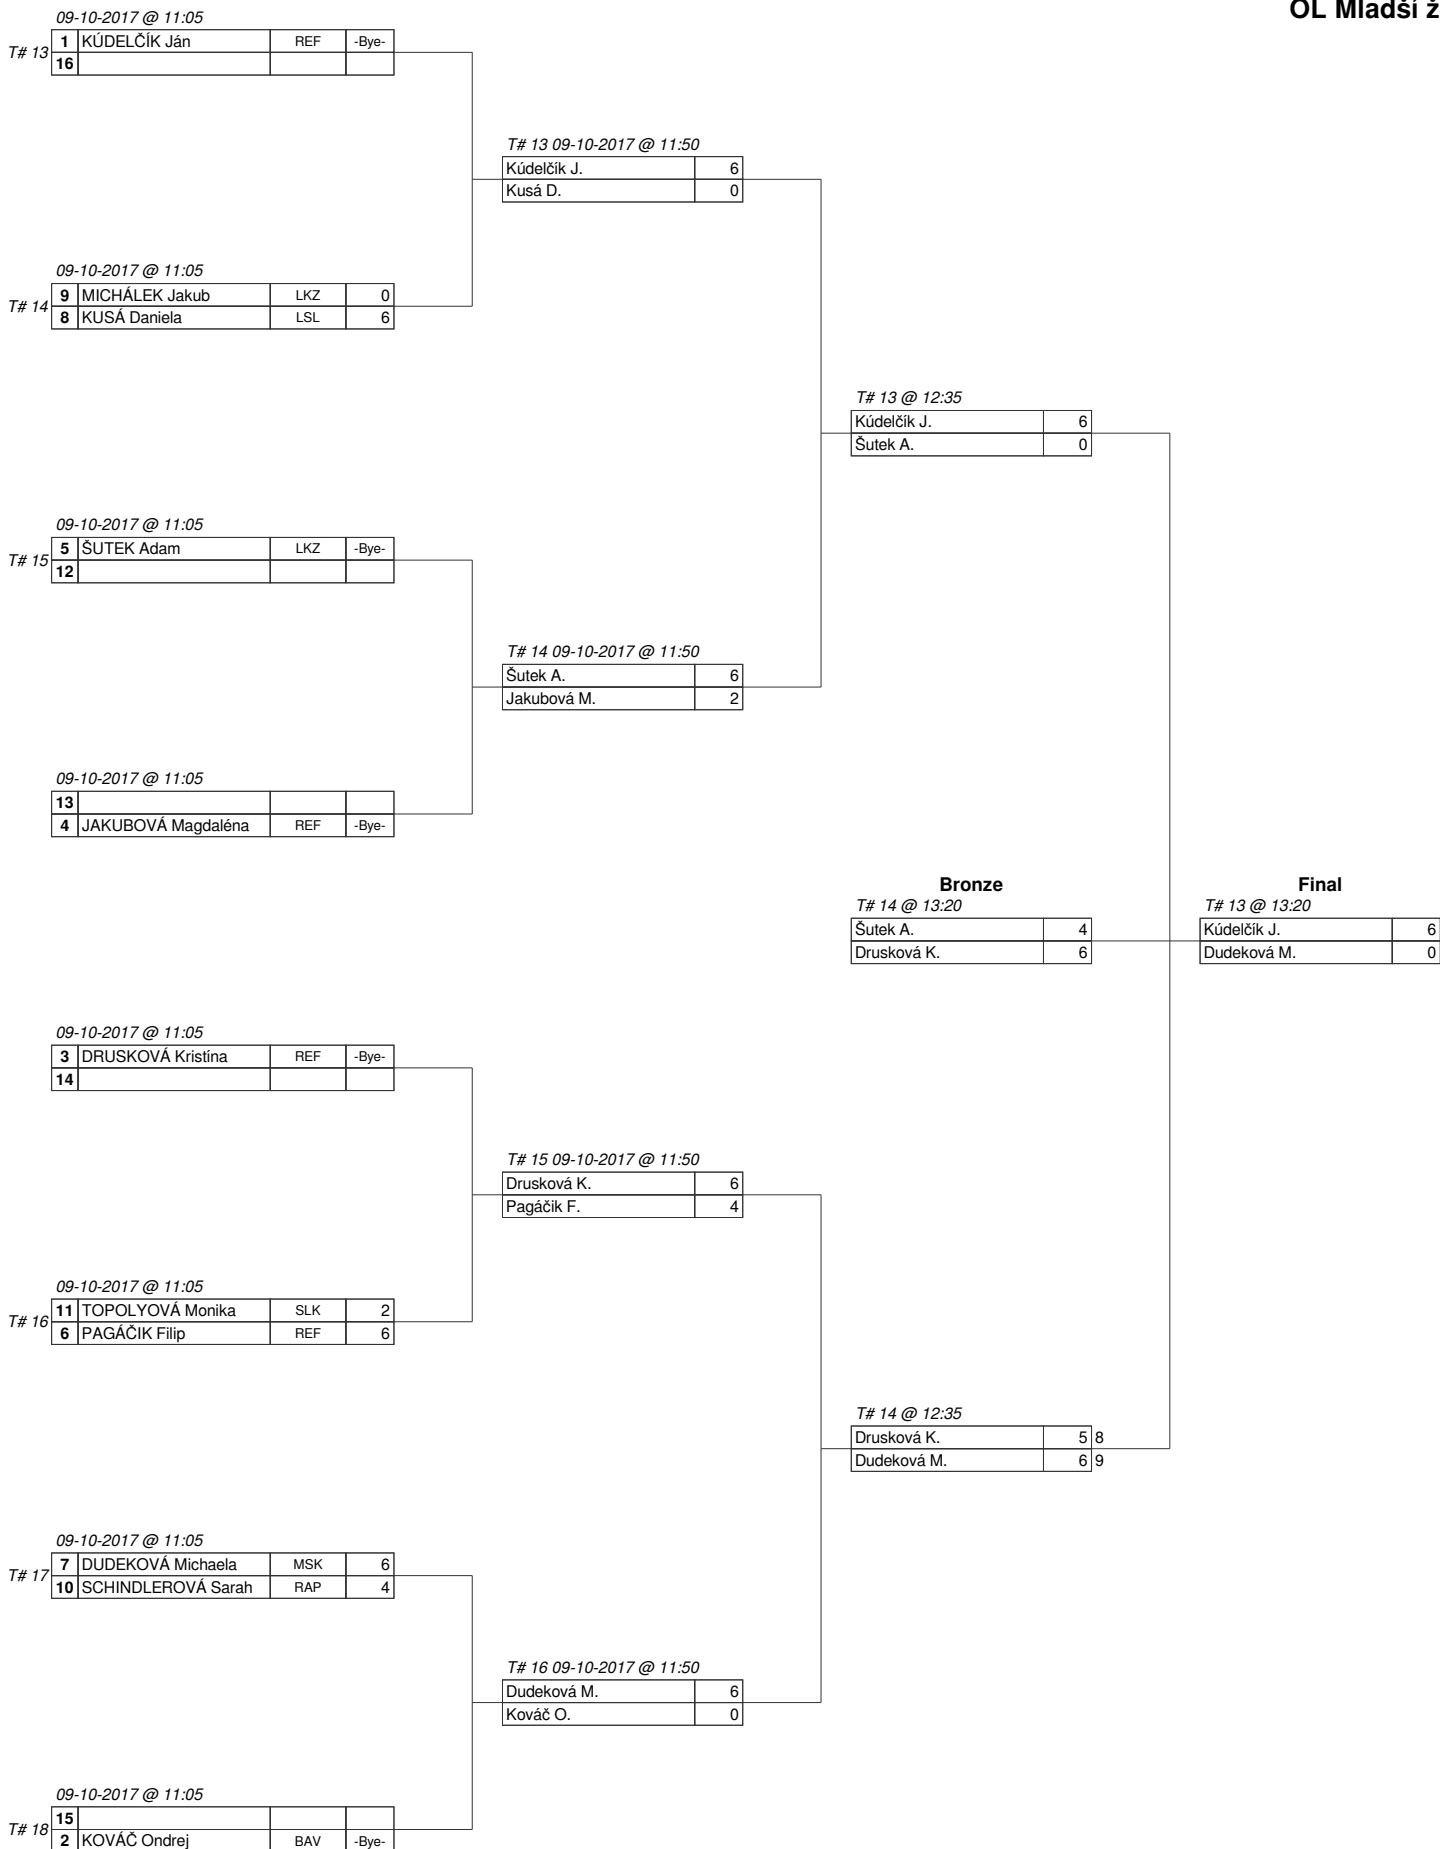 OL Mladší ž
09-10-2017 @ 11:05
T# 13
1 KÚDELČÍK Ján REF -Bye-
16
T# 13 09-10-2017 @ 11:50
Kúdelčík J. 6
Kusá D. 0
09-10-2017 @ 11:05
T# 14
9 MICHÁLEK Jakub LKZ 0
8 KUSÁ Daniela LSL 6
T# 13 @ 12:35
Kúdelčík J. 6
Šutek A. 0
09-10-2017 @ 11:05
T# 15
5 ŠUTEK Adam LKZ -Bye-
12
T# 14 09-10-2017 @ 11:50
Šutek A. 6
Jakubová M. 2
09-10-2017 @ 11:05
13
4 JAKUBOVÁ Magdaléna REF -Bye-
Bronze
T# 14 @ 13:20
Šutek A. 4
Drusková K. 6
Final
T# 13 @ 13:20
Kúdelčík J. 6
Dudeková M. 0
09-10-2017 @ 11:05
3 DRUSKOVÁ Kristína REF -Bye-
14
T# 15 09-10-2017 @ 11:50
Drusková K. 6
Pagáčik F. 4
09-10-2017 @ 11:05
T# 16
11 TOPOLYOVÁ Monika SLK 2
6 PAGÁČIK Filip REF 6
T# 14 @ 12:35
Drusková K. 5 8
Dudeková M. 6 9
09-10-2017 @ 11:05
T# 17
7 DUDEKOVÁ Michaela MSK 6
10 SCHINDLEROVÁ Sarah RAP 4
T# 16 09-10-2017 @ 11:50
Dudeková M. 6
Kováč O. 0
09-10-2017 @ 11:05
T# 18
15
2 KOVÁČ Ondrej BAV -Bye-